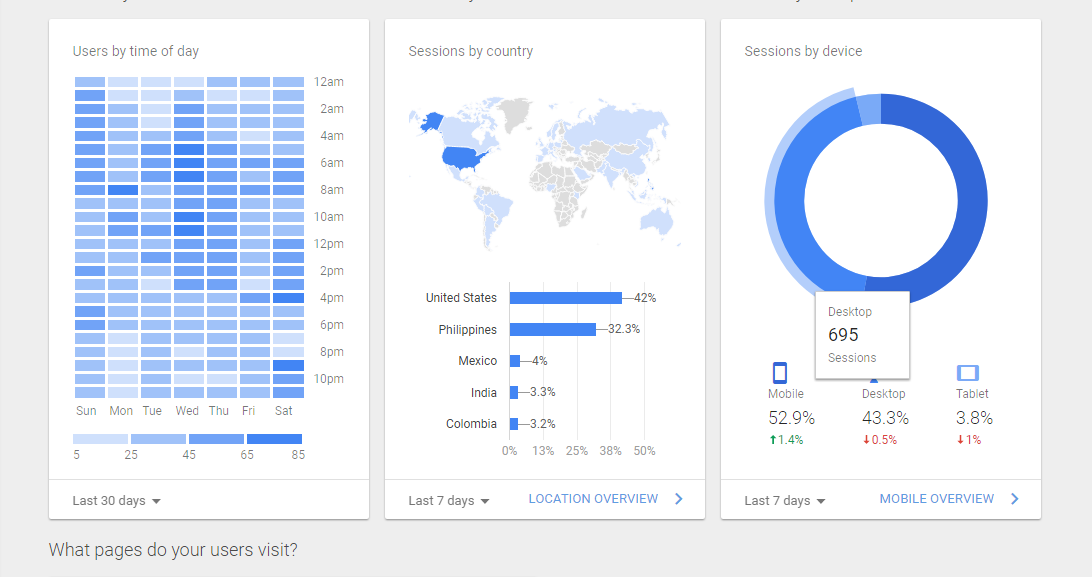 Users by time of day
12am
2am
4am
6am
8am
10am
12pm
2pm
4pm
6pm
8pm
10pm
Sun Mon Tue Wed Thu Fri Sat
5 25 45 65 85
Last 30 days
Sessions by country
United States 42%
Philippines 32.3%
Mexico 4%
India 3.3%
Colombia 3.2%
0% 13% 25% 38% 50%
Last 7 days LOCATION OVERVIEW
Sessions by device
Desktop
695
Sessions
Mobile Desktop Tablet
52.9% 43.3% 3.8%
1.4% 0.5% 1%
Last 7 days MOBILE OVERVIEW
What pages do your users visit?